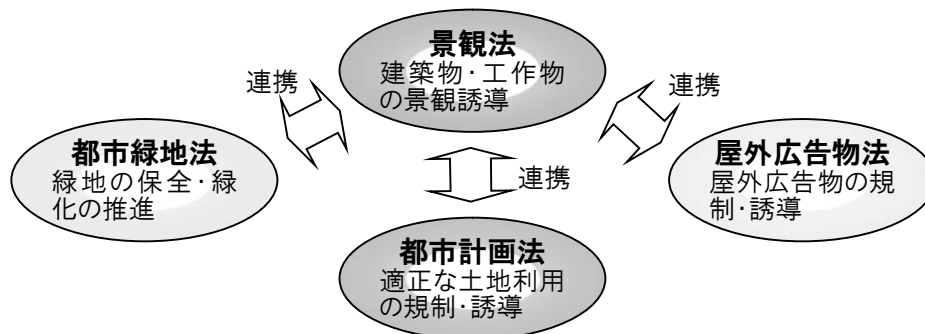 景観法
建築物･工作物
の景観誘導
連携
連携
都市緑地法
緑地の保全･緑
化の推進
屋外広告物法
屋外広告物の規
制･誘導
連携
都市計画法
適正な土地利用
の規制･誘導